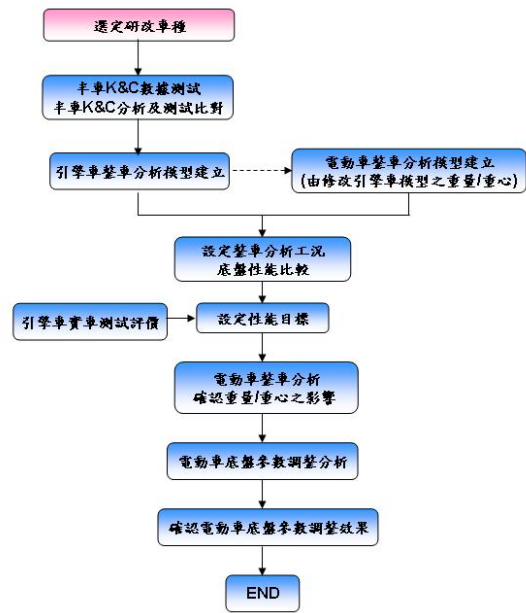 選定研改車種
半車K&C數據測試
半車K&C分析及測試比對
引擎車整車分析模型建立
電動車整車分析模型建立
(由修改引擎車模型之重量/重心)
設定整車分析工況
底盤性能比較
引擎車實車測試評價
設定性能目標
電動車整車分析
確認重量/重心之影響
電動車底盤參數調整分析
確認電動車底盤參數調整效果
END